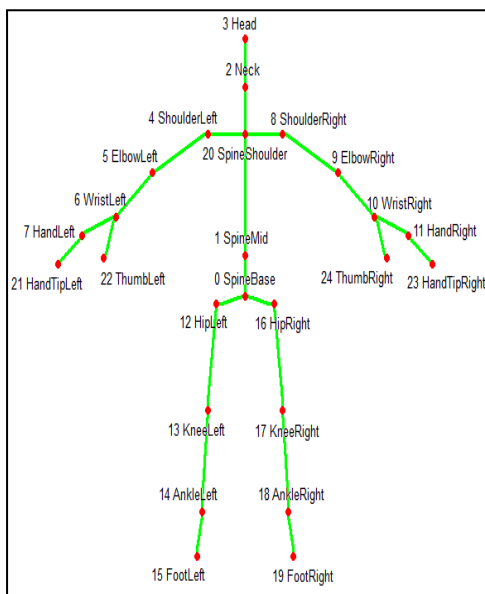 3 Head
2 Neck
4 ShoulderLeft
8 ShoulderRight
20 SpineShoulder
5 ElbowLeft
9 ElbowRight
6 WristLeft
10 WristRight
7 HandLeft
11 HandRight
21 HandTipLeft
22 ThumbLeft
24 ThumbRight
23 HandTipRight
1 SpineMid
0 SpineBase
12 HipLeft
16 HipRight
13 KneeLeft
17 KneeRight
14 AnkleLeft
18 AnkleRight
15 FootLeft
19 FootRight